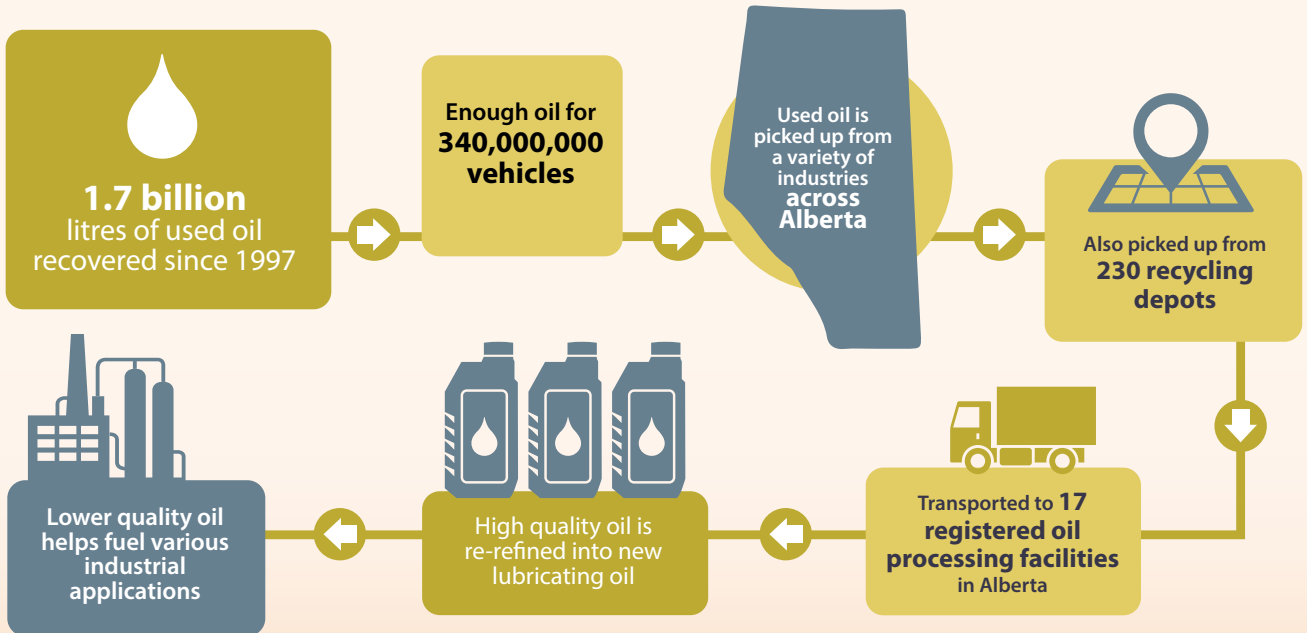 1.7 billion
litres of used oil
recovered since 1997
Enough oil for
340,000,000
vehicles
Used oil is
picked up from
a variety of
industries
across
Alberta
Also picked up from
230 recycling
depots
Transported to 17
registered oil
processing facilities
in Alberta
High quality oil is
re-refined into new
lubricating oil
Lower quality oil
helps fuel various
industrial
applications